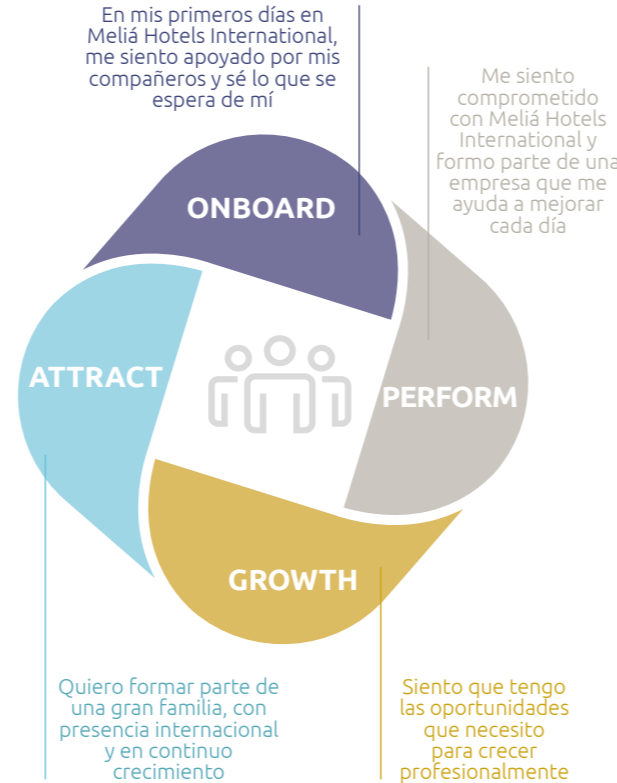 En mis primeros días en
Meliá Hotels International,
me siento apoyado por mis
compañeros y sé lo que se
espera de mí
Me siento
comprometido
con Meliá Hotels
International y
formo parte de una
empresa que me
ayuda a mejorar
cada día
ONBOARD
ATTRACT
PERFORM
GROWTH
Quiero formar parte de
una gran familia, con
presencia internacional
y en continuo
crecimiento
Siento que tengo
las oportunidades
que necesito
para crecer
profesionalmente